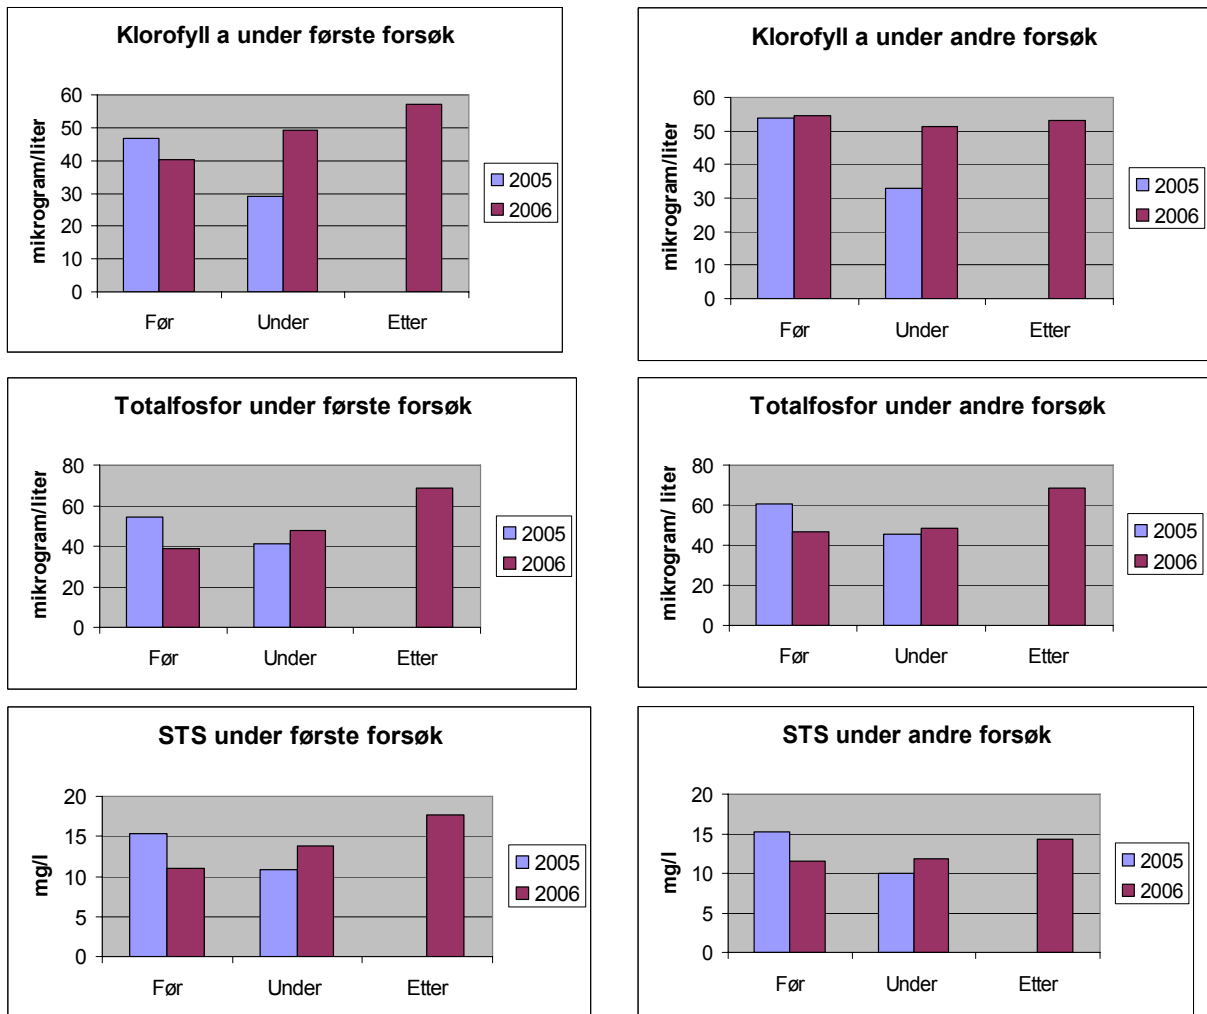 Klorofyll a under første forsøk
mikrogram/liter
60
50
40
30
20
10
0
Før Under Etter
2005
2006
Klorofyll a under andre forsøk
mikrogram/liter
60
50
40
30
20
10
0
Før Under Etter
2005
2006
Totalfosfor under første forsøk
mikrogram/liter
80
60
40
20
0
Før Under Etter
2005
2006
Totalfosfor under andre forsøk
mikrogram/ liter
80
60
40
20
0
Før Under Etter
2005
2006
STS under første forsøk
mg/l
20
15
10
5
0
Før Under Etter
2005
2006
STS under andre forsøk
mg/l
20
15
10
5
0
Før Under Etter
2005
2006